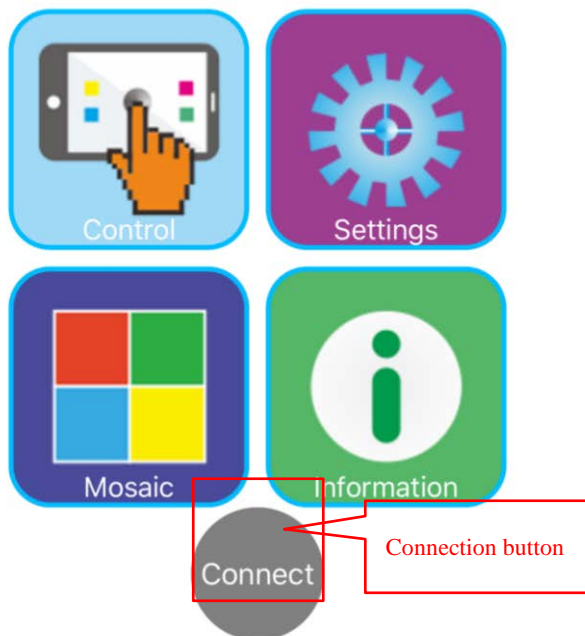 Control
Settings
Mosaic
Information
Connection button
Connect